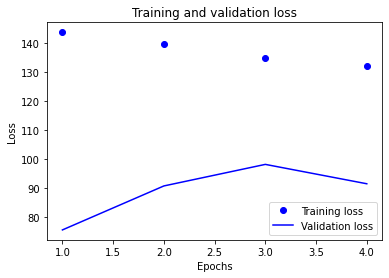 Training and validation loss
Loss
140
130
120
110
100
90
80
Training loss
Validation loss
1.0 1.5 2.0 2.5 3.0 3.5 4.0
Epochs